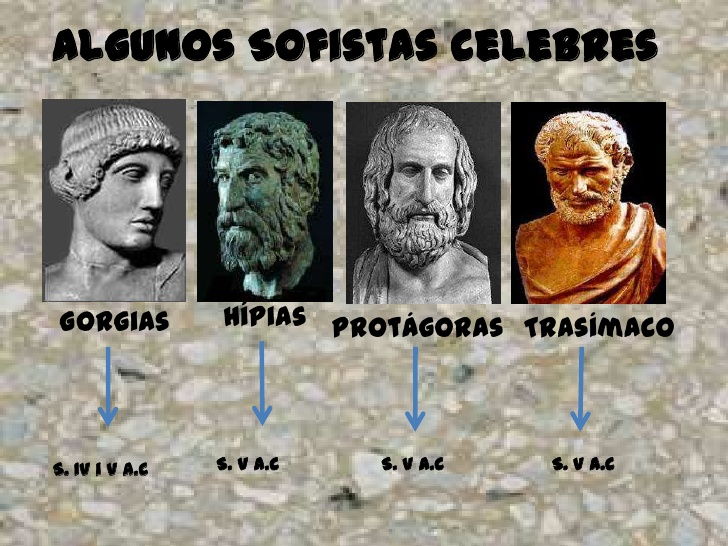 ALGUNOS SOFISTAS CELEBRES
GORGIAS
HÍPIAS
PROTÁGORAS
TRASÍMACO
S. IV I V A.C
S. V A.C
S. V A.C
S. V A.C